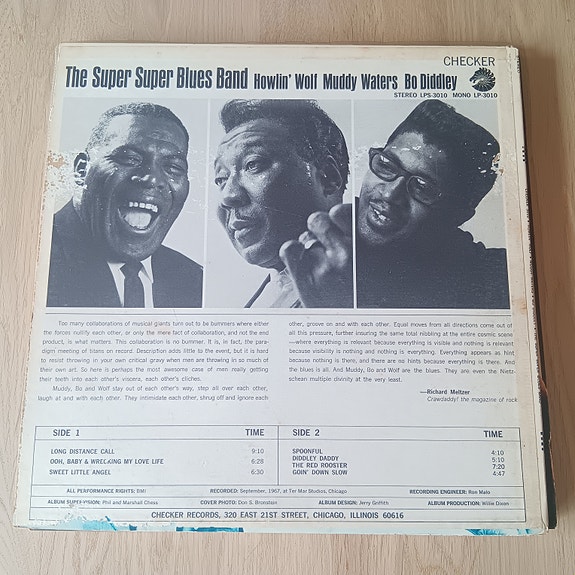 CHECKER
The Super Super Blues Band Howlin' Wolf Muddy Waters Bo Diddley
STEREO LPS-3010 MONO LP-3010
Too many collaborations of musical giants turn out to be bummers where either
the forces notify each other, or only the mere fact of collaboration, and not the end
product, is what matters. This collaboration is no bummer. It is, in fact, the para-
digm meeting of titans on record. Description adds little to the event, but it is hard
to resist throwing in your own critical gravy when men are throwing in so much of
their own art. So here is perhaps the most awesome case of men really getting
their teeth into each other's viscera, each other's cliches.
Muddy, Bo and Wolf stay out of each other's way, step all over each other,
laugh at and with each other. They intimidate each other, shrug off and ignore each
other, groove on and with each other. Equal moves from all directions come out of
all this pressure, further insuring the same total nibbling at the entire cosmic scene
—where everything is relevant because everything is visible and nothing is relevant
because visibility is nothing and nothing is everything. Everything appears as hint
because nothing is there, and there are no hints because everything is there. And
the blues is all. And Muddy, Bo and Wolf are the blues. They are even the Nietz-
schean multiple divinity at the very least.
—Richard Meltzer
Crawdaddy! the magazine of rock
SIDE 1 TIME
LONG DISTANCE CALL 9:10
OOH, BABY & WRECKING MY LOVE LIFE 6:28
SWEET LITTLE ANGEL 6:30
SIDE 2 TIME
SPOONFUL 4:10
DIDDLEY DADDY 5:10
THE RED ROOSTER 7:20
GOIN' DOWN SLOW 4:47
ALL PERFORMANCE RIGHTS: BMI RECORDED: September, 1967, at Ter Mar Studios, Chicago RECORDING ENGINEER: Ron Malo
ALBUM SUPERVISION: Phil and Marshall Chess COVER PHOTO: Don S. Bronstein ALBUM DESIGN: Jerry Griffith ALBUM PRODUCTION: Willie Dixon
CHECKER RECORDS, 320 EAST 21ST STREET, CHICAGO, ILLINOIS 60616